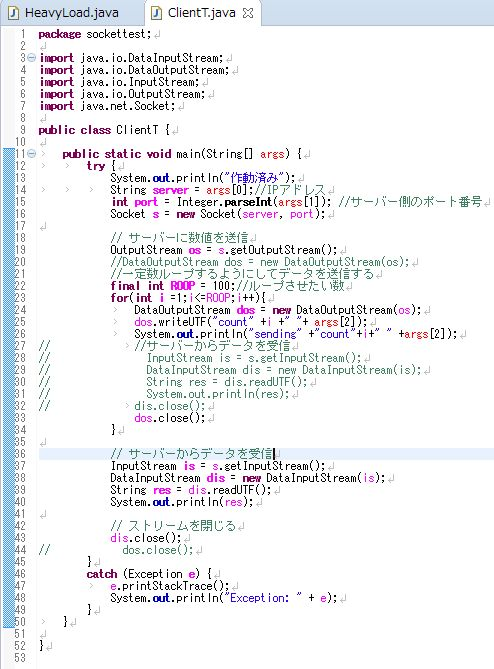 HeavyLoad.java ClientT.java
1 package sockettest;
2
3 import java.io.DataInputStream;
4 import java.io.DataOutputStream;
5 import java.io.InputStream;
6 import java.io.OutputStream;
7 import java.net.Socket;
8
9 public class ClientT {
10
11 public static void main(String[] args) {
12 try {
13 System.out.println("作動済み");
14 String server = args[0];//IPアドレス
15 int port = Integer.parseInt(args[1]); //サーバー側のポート番号
16 Socket s = new Socket(server, port);
17
18 // サーバーに数値を送信
19 OutputStream os = s.getOutputStream();
20 //DataOutputStream dos = new DataOutputStream(os);
21 //→定数ループするようにしてデータを送信する
22 final int ROOP = 100;//ループさせたい数
23 for(int i =1;i<=ROOP;i++){
24 DataOutputStream dos = new DataOutputStream(os);
25 dos.writeUTF("count" +i +" "+ args[2]);
26 System.out.println("sending" +"count"+i+" " +args[2]);
27 // //サーバーからデータを受信
28 // InputStream is = s.getInputStream();
29 // DataInputStream dis = new DataInputStream(is);
30 // String res = dis.readUTF();
31 // System.out.println(res);
32 // dis.close();
33 dos.close();
34 }
35
36 // サーバーからデータを受信
37 InputStream is = s.getInputStream();
38 DataInputStream dis = new DataInputStream(is);
39 String res = dis.readUTF();
40 System.out.println(res);
41
42 // ストリームを閉じる
43 dis.close();
44 // dos.close();
45 }
46 catch (Exception e) {
47 e.printStackTrace();
48 System.out.println("Exception: " + e);
49 }
50 }
51
52 }
53